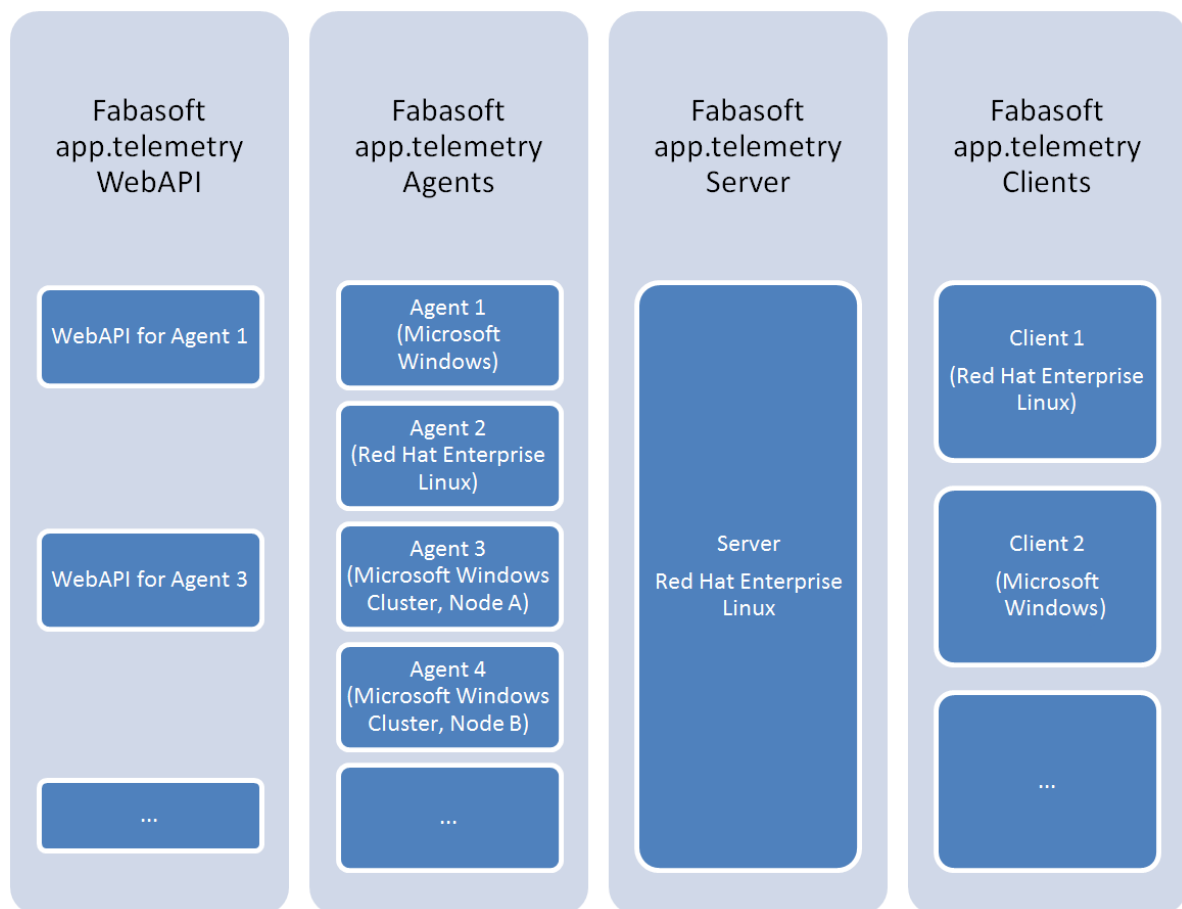 Fabasoft
app.telemetry
WebAPI
WebAPI for Agent 1
WebAPI for Agent 3
...
Fabasoft
app.telemetry
Agents
Agent 1
(Microsoft
Windows)
Agent 2
(Red Hat Enterprise
Linux)
Agent 3
(Microsoft Windows
Cluster, Node A)
Agent 4
(Microsoft Windows
Cluster, Node B)
...
Fabasoft
app.telemetry
Server
Server
Red Hat Enterprise
Linux
Fabasoft
app.telemetry
Clients
Client 1
(Red Hat Enterprise
Linux)
Client 2
(Microsoft
Windows)
...